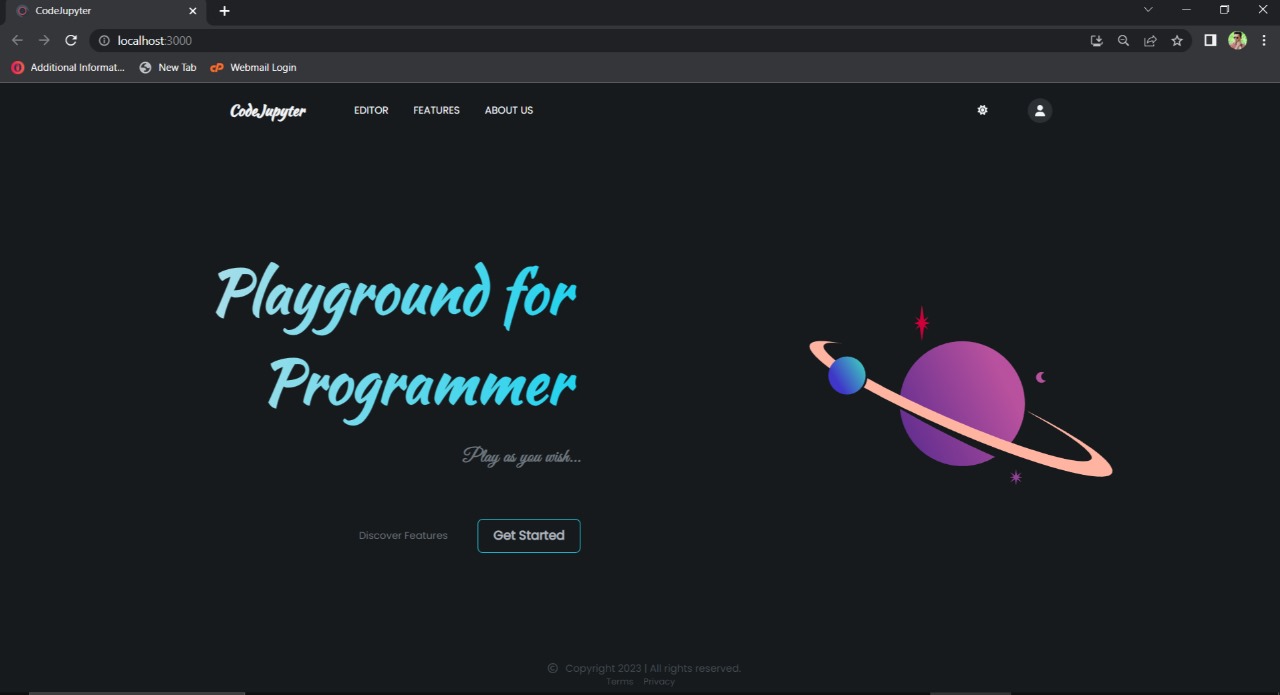 CodeJupyter
localhost:3000
Additional Informat... New Tab cP Webmail Login
CodeJupyter EDITOR FEATURES ABOUT US
Playground for
Programmer
Play as you wish...
Discover Features Get Started
© Copyright 2023 | All rights reserved.
Terms Privacy